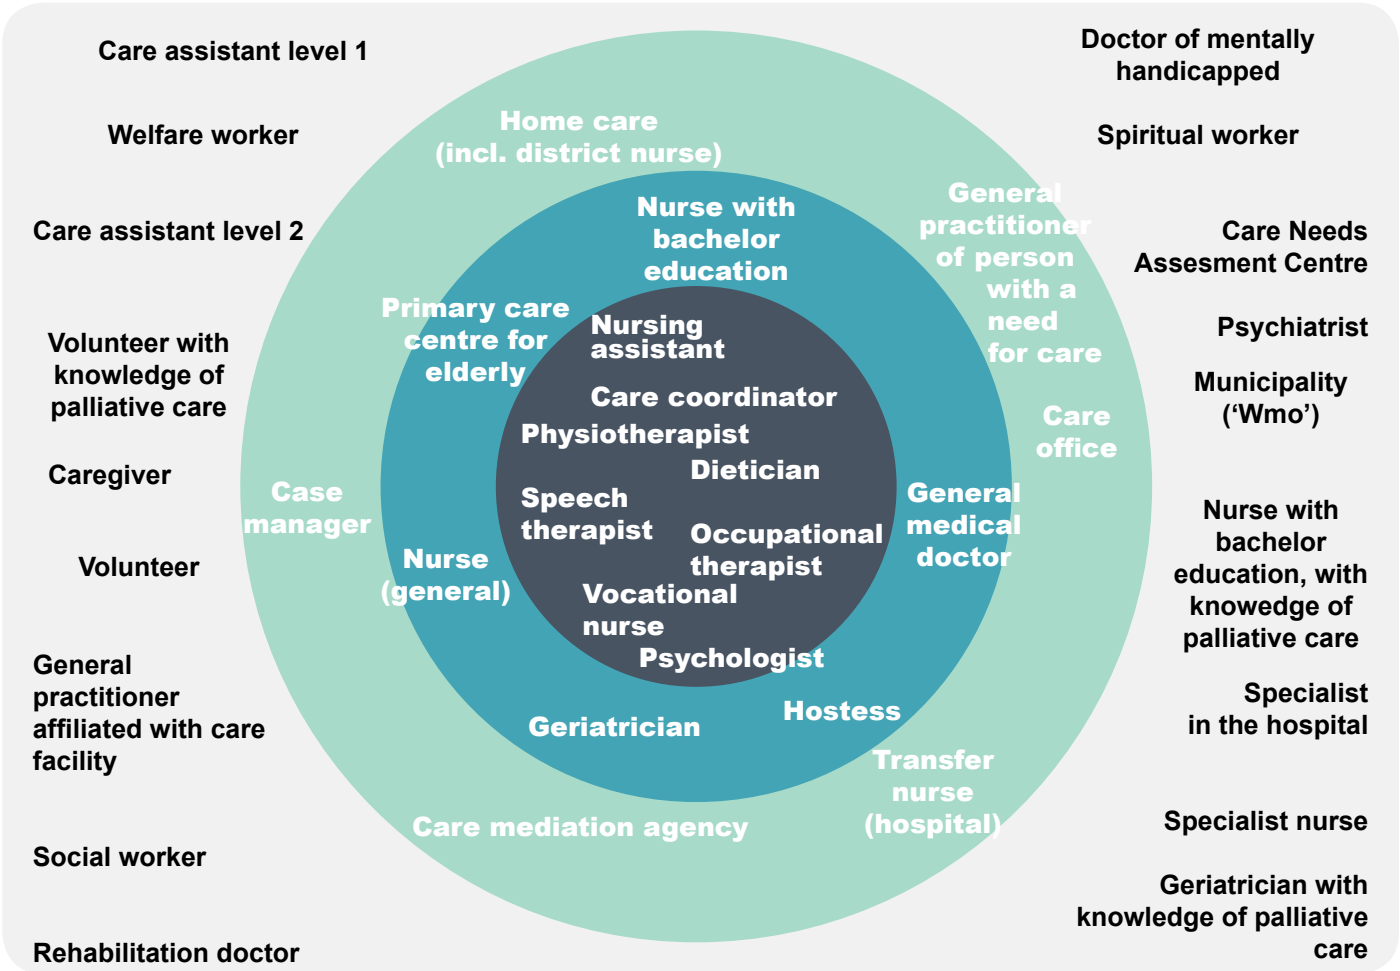 Care assistant level 1
Welfare worker
Care assistant level 2
Volunteer with
knowledge of
palliative care
Caregiver
Volunteer
General
practitioner
affiliated with care
facility
Social worker
Rehabilitation doctor
Home care
(incl. district nurse)
General
practitioner
of person
with a
need
for care
Care
office
Case
manager
Transfer
nurse
(hospital)
Care mediation agency
Nurse with
bachelor
education
Primary care
centre for
elderly
General
medical
doctor
Nurse
(general)
Hostess
Geriatrician
Nursing
assistant
Care coordinator
Physiotherapist
Dietician
Speech
therapist
Occupational
therapist
Vocational
nurse
Psychologist
Doctor of mentally
handicapped
Spiritual worker
Care Needs
Assesment Centre
Psychiatrist
Municipality
(‘Wmo’)
Nurse with
bachelor
education, with
knowedge of
palliative care
Specialist
in the hospital
Specialist nurse
Geriatrician with
knowledge of palliative
care